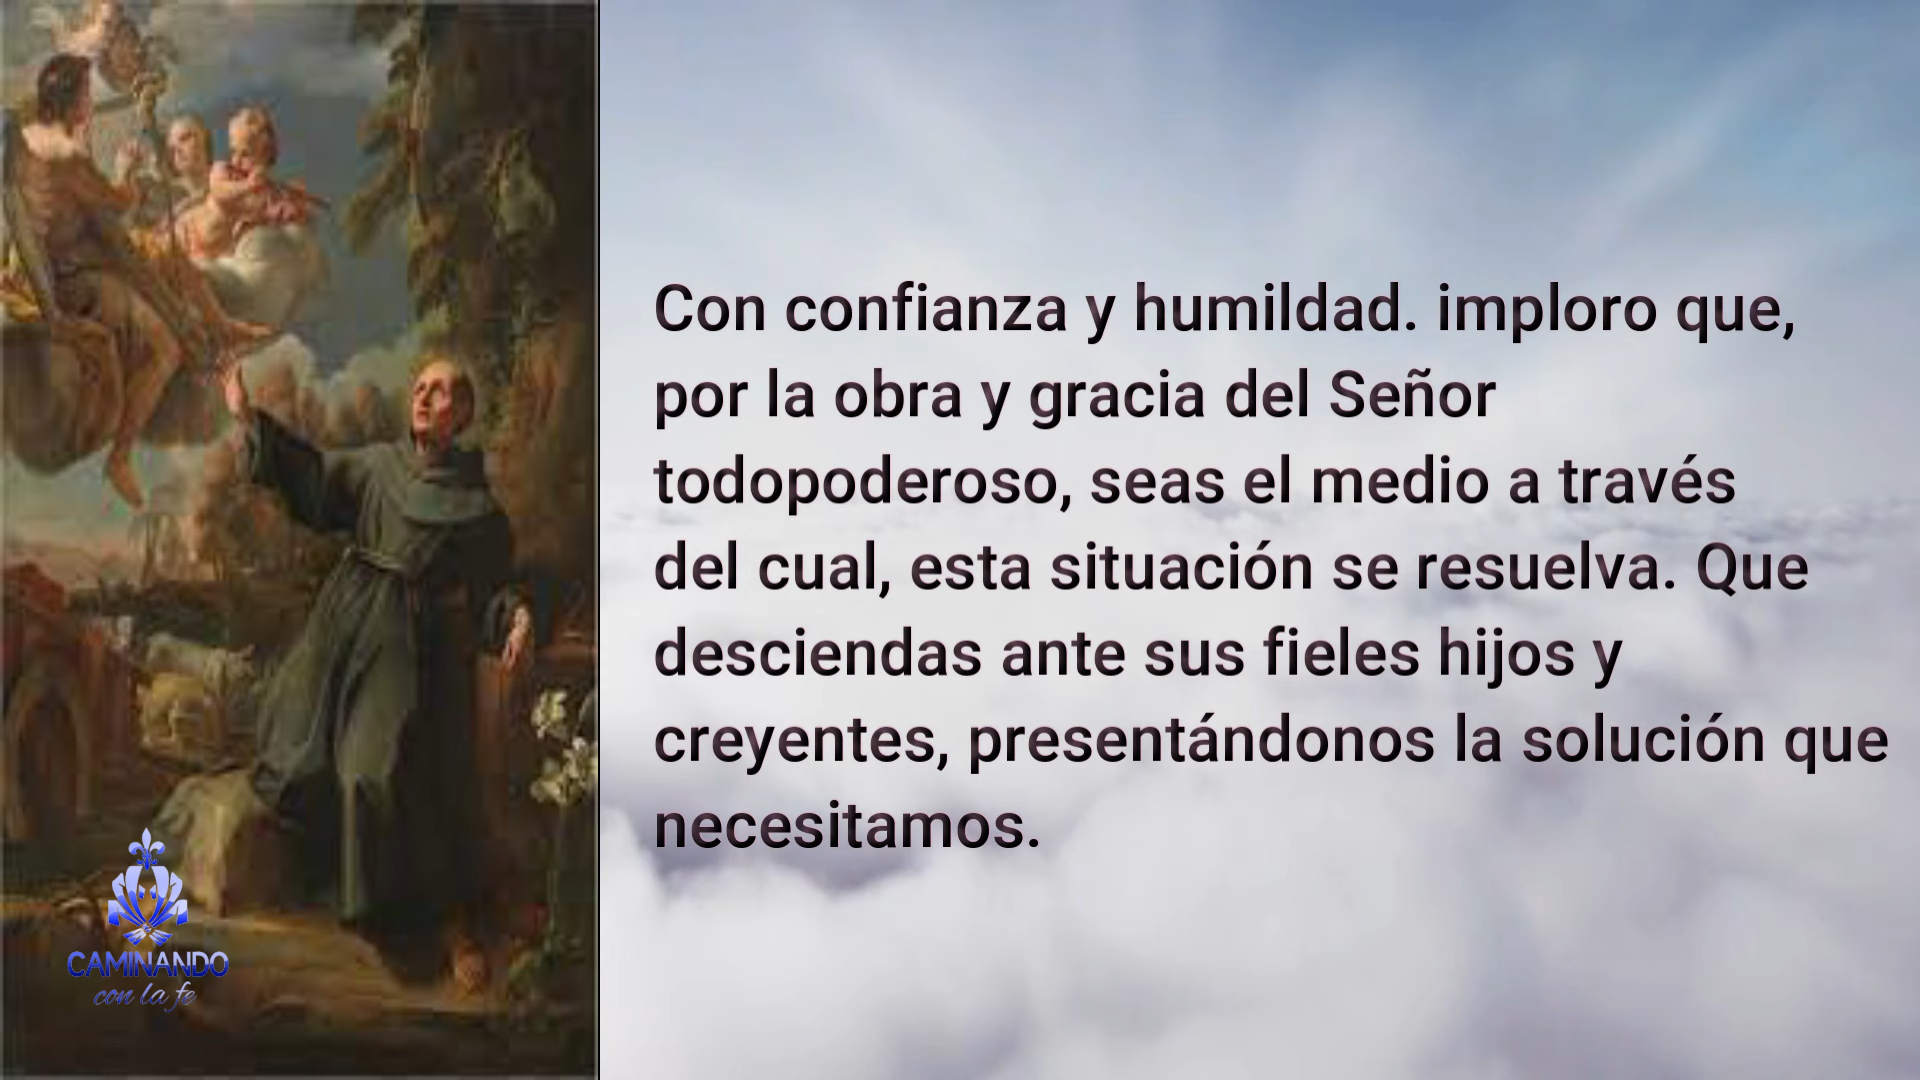 Con confianza y humildad. imploro que,
por la obra y gracia del Señor
todopoderoso, seas el medio a través
del cual, esta situación se resuelva. Que
desciendas ante sus fieles hijos y
creyentes, presentándonos la solución que
necesitamos.
CAMINANDO
con la fe